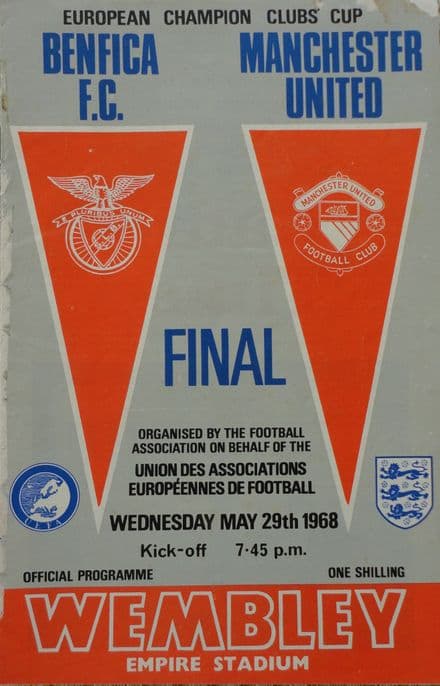 EUROPEAN CHAMPION CLUBS' CUP
BENFICA
F.C.
MANCHESTER
UNITED
E PLURIBUS UNUM
MANCHESTER UNITED
FOOTBALL CLUB
FINAL
ORGANISED BY THE FOOTBALL
ASSOCIATION ON BEHALF OF THE
UNION DES ASSOCIATIONS
EUROPÉENNES DE FOOTBALL
UEFA
WEDNESDAY MAY 29th 1968
Kick-off 7·45 p.m.
OFFICIAL PROGRAMME
ONE SHILLING
WEMBLEY
EMPIRE STADIUM